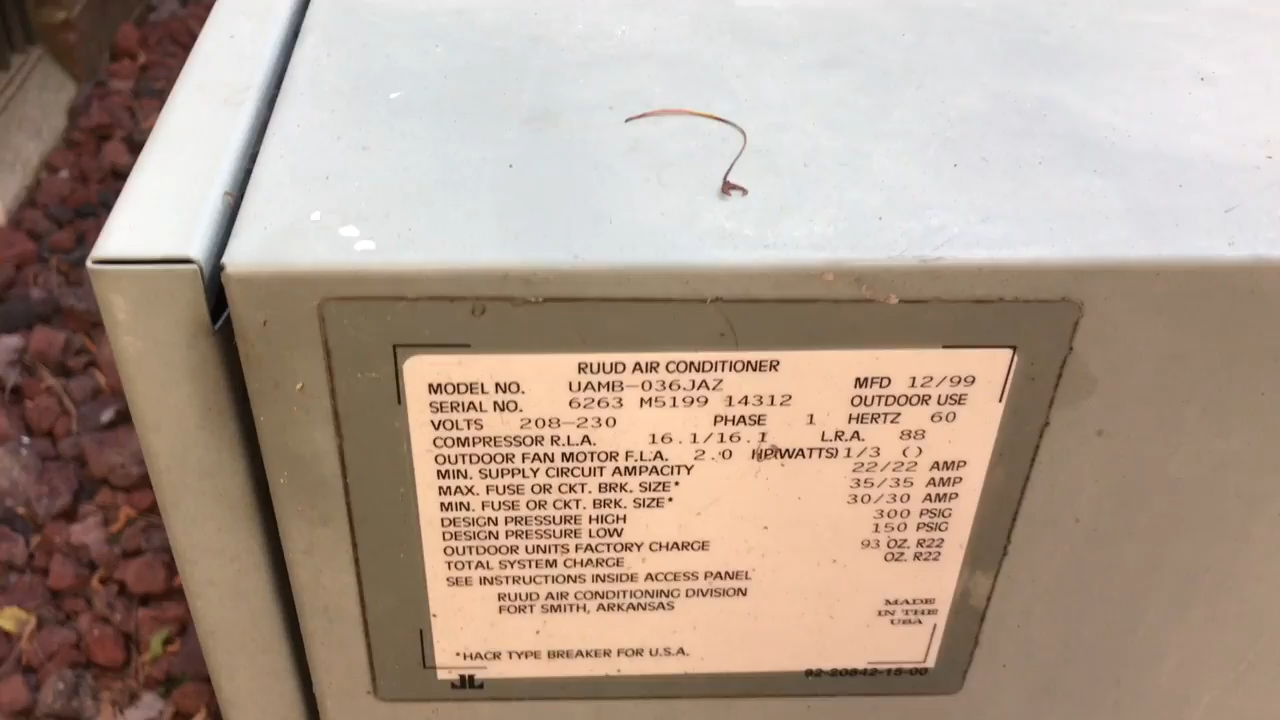 RUUD AIR CONDITIONER
MODEL NO. UAMB-036JAZ MFD 12/99
SERIAL NO. 6263 M5199 14312 OUTDOOR USE
VOLTS 208-230 PHASE 1 HERTZ 60
COMPRESSOR R.L.A. 16.1/16.1 L.R.A. 88
OUTDOOR FAN MOTOR F.L.A. 2.0 HP(WATTS) 1/3 ()
MIN. SUPPLY CIRCUIT AMPACITY 22/22 AMP
MAX. FUSE OR CKT. BRK. SIZE* 35/35 AMP
MIN. FUSE OR CKT. BRK. SIZE* 30/30 AMP
DESIGN PRESSURE HIGH 300 PSIG
DESIGN PRESSURE LOW 150 PSIG
OUTDOOR UNITS FACTORY CHARGE 93 OZ. R22
TOTAL SYSTEM CHARGE OZ. R22
SEE INSTRUCTIONS INSIDE ACCESS PANEL
RUUD AIR CONDITIONING DIVISION
FORT SMITH, ARKANSAS
MADE
IN THE
USA
*HACR TYPE BREAKER FOR U.S.A.
92-20842-15-00